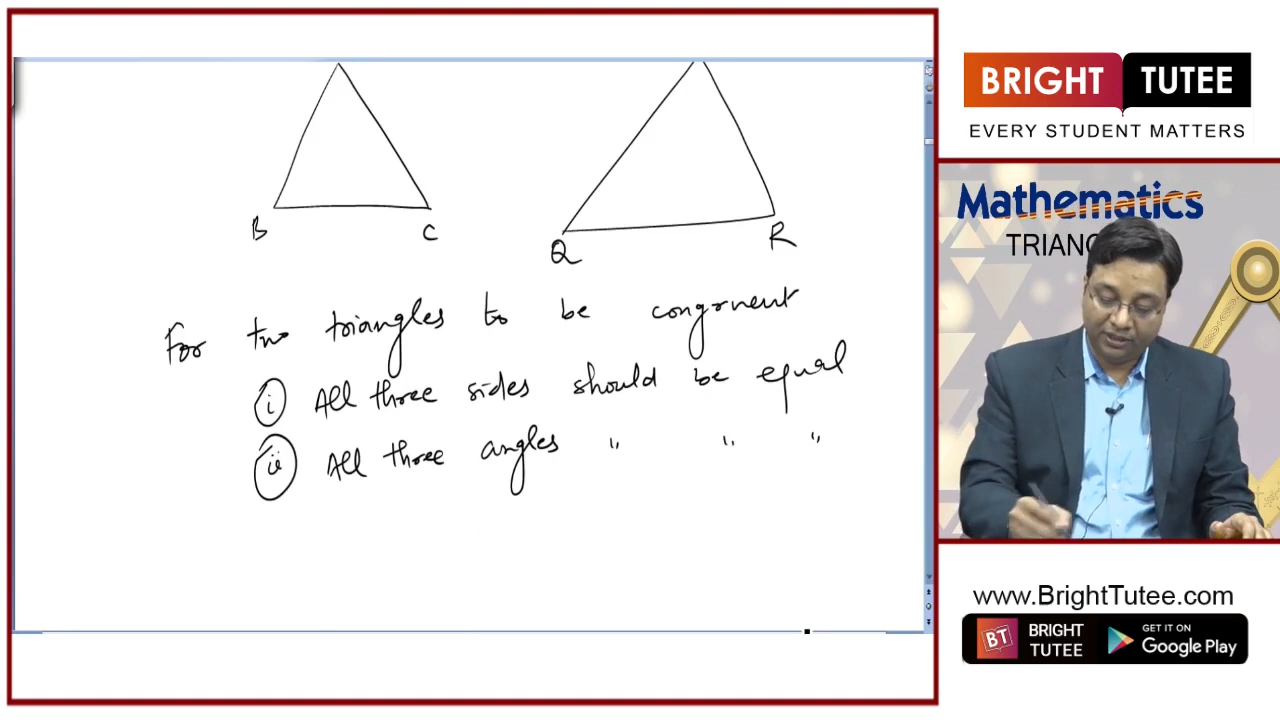 B
C
Q
R
For two triangles to be congruent
(i) All three sides should be equal
(ii) All three angles " " "
BRIGHT TUTEE
EVERY STUDENT MATTERS
Mathematics
TRIANG
www.BrightTutee.com
BT
BRIGHT
TUTEE
GET IT ON
Google Play